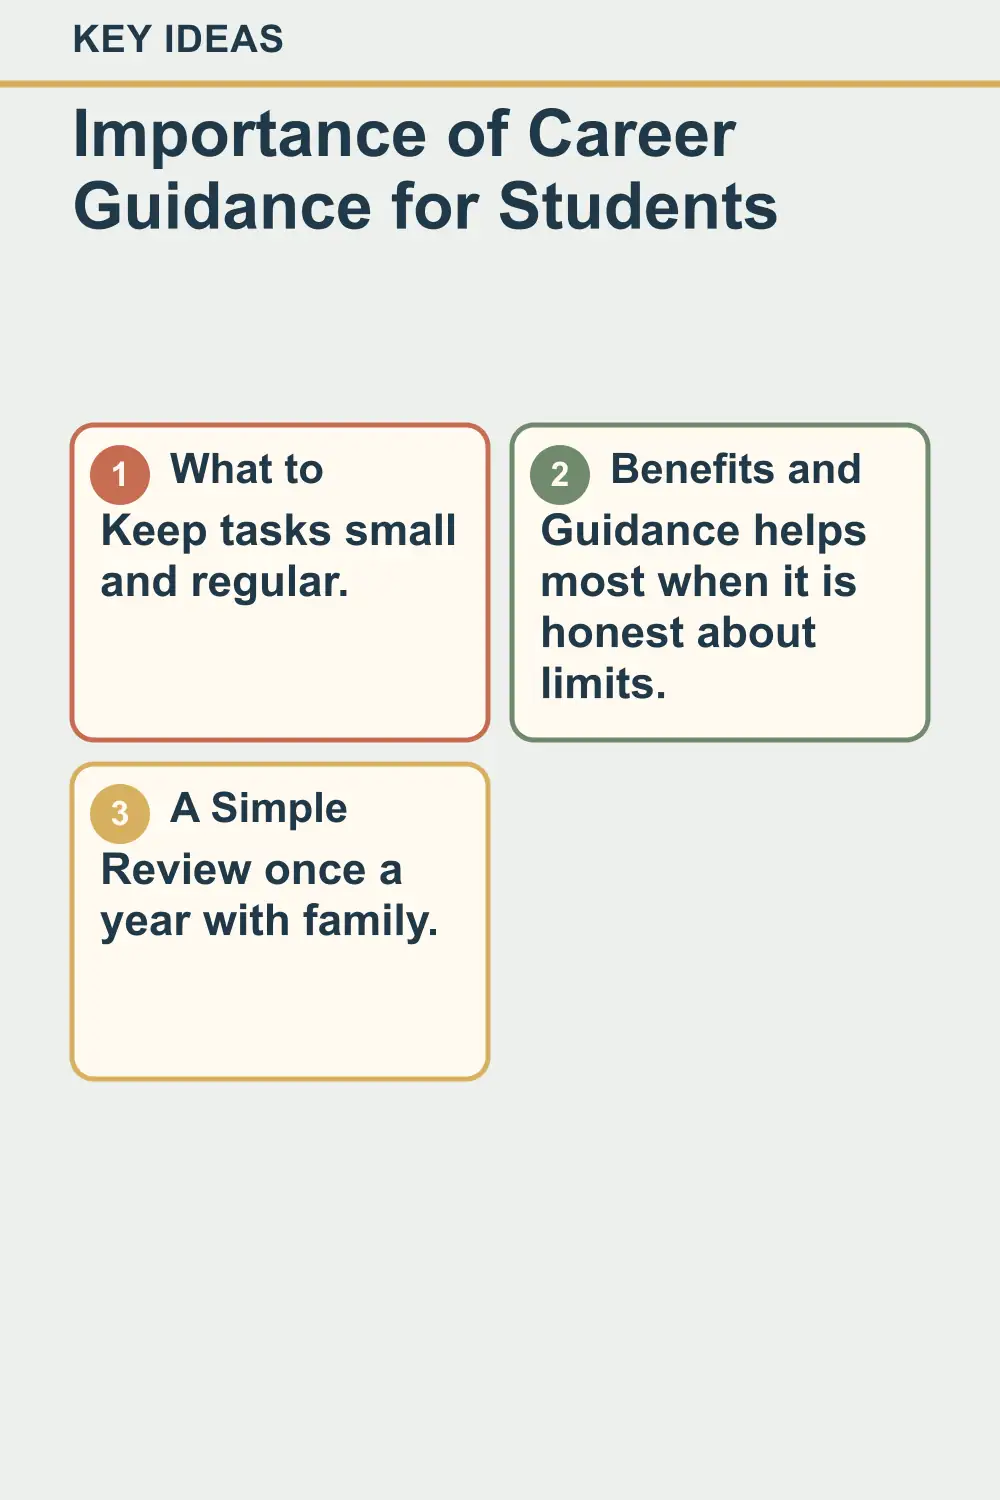 KEY IDEAS
Importance of Career
Guidance for Students
1 What to
Keep tasks small
and regular.
2 Benefits and
Guidance helps
most when it is
honest about
limits.
3 A Simple
Review once a
year with family.